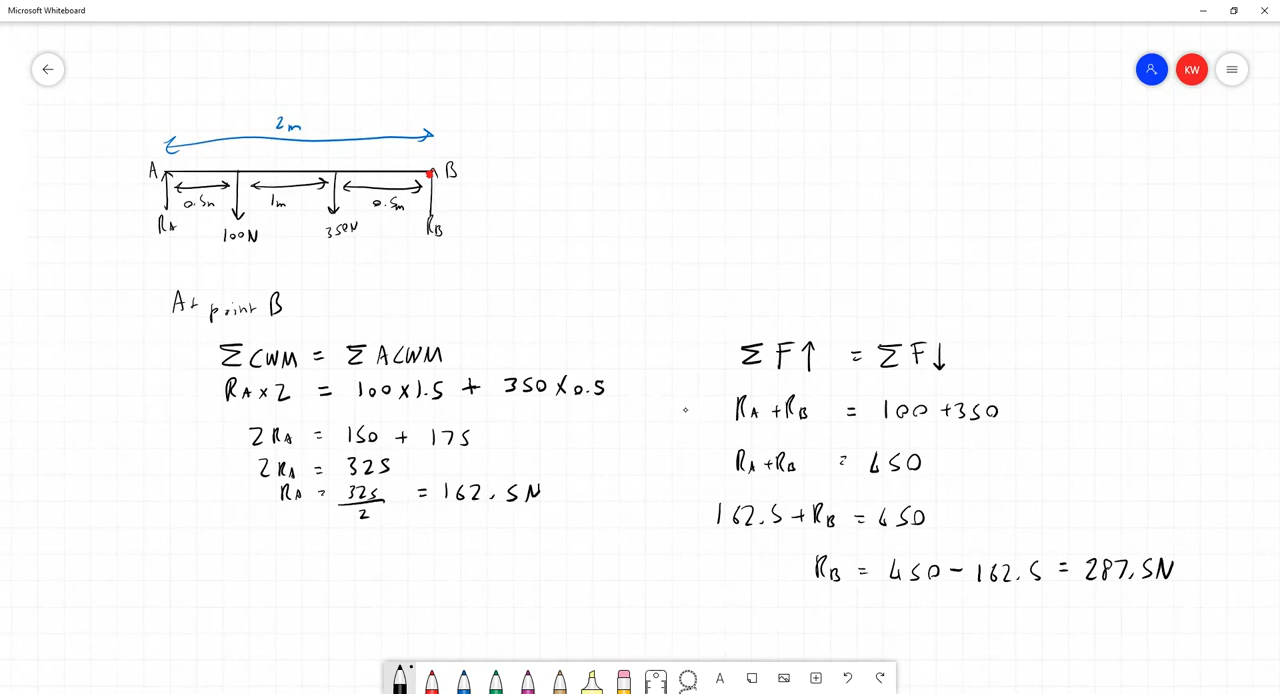 Microsoft Whiteboard
KW
2m
A
B
0.5m
1m
0.5m
RA
100N
350N
RB
At point B
ΣCWM = ΣACWM
RA × 2 = 100×1.5 + 350×0.5
2RA = 150 + 175
2RA = 325
RA = 325/2 = 162.5N
ΣF↑ = ΣF↓
RA + RB = 100 + 350
RA + RB = 450
162.5 + RB = 450
RB = 450 - 162.5 = 287.5N
A